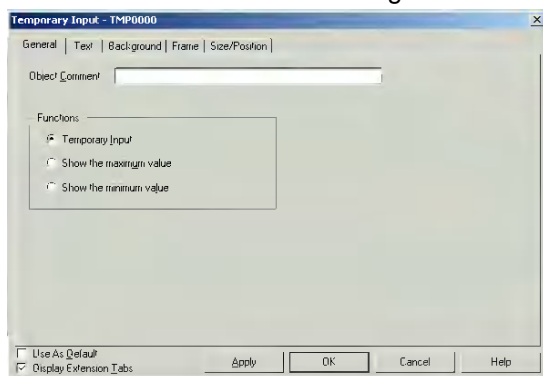 Temporary Input - TMP0000
General Text Background Frame Size/Position
Object Comment
Functions
Temporary Input
Show the maximum value
Show the minimum value
Use As Default
Display Extension Tabs
Apply OK Cancel Help